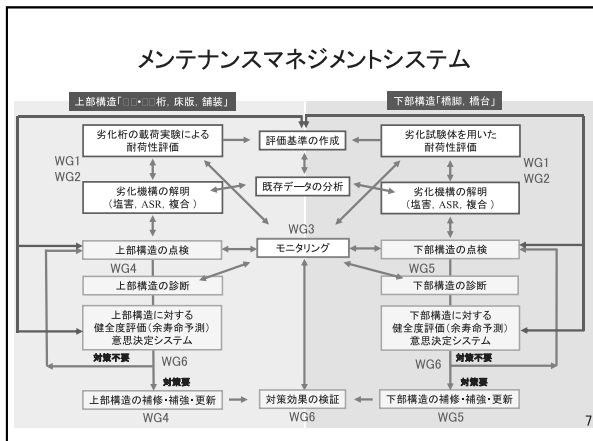 メンテナンスマネジメントシステム
上部構造「□□・□□桁, 床版, 舗装」
下部構造「橋脚, 橋台」
劣化桁の載荷実験による
耐荷性評価
評価基準の作成
劣化試験体を用いた
耐荷性評価
WG1
WG2
WG1
WG2
既存データの分析
劣化機構の解明
(塩害, ASR, 複合)
劣化機構の解明
(塩害, ASR, 複合)
WG3
上部構造の点検
モニタリング
下部構造の点検
WG4
WG5
上部構造の診断
下部構造の診断
上部構造に対する
健全度評価(余寿命予測)
意思決定システム
下部構造に対する
健全度評価(余寿命予測)
意思決定システム
対策不要
WG6
WG6
対策不要
対策要
対策要
上部構造の補修・補強・更新
対策効果の検証
下部構造の補修・補強・更新
WG4
WG6
WG5
7